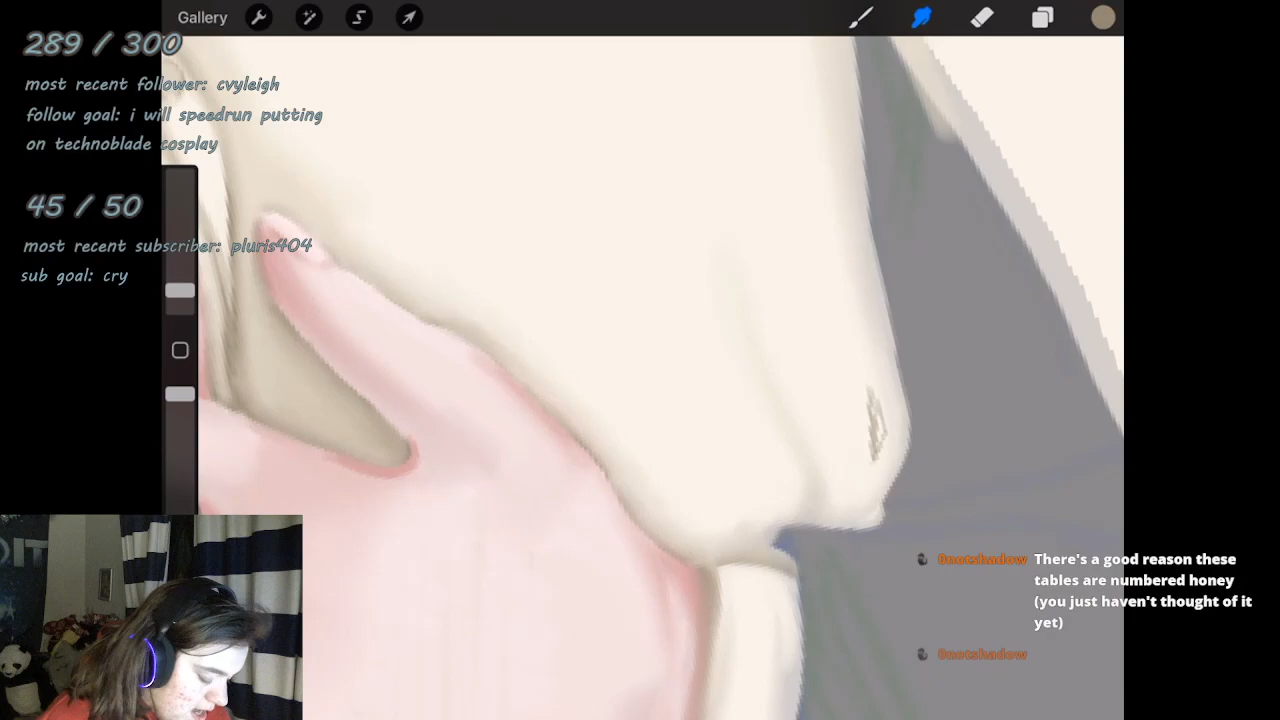 Gallery
289 / 300
most recent follower: cvyleigh
follow goal: i will speedrun putting
on technoblade cosplay
45 / 50
most recent subscriber: pluris404
sub goal: cry
0notshadow There's a good reason these
tables are numbered honey
(you just haven't thought of it
yet)
0notshadow